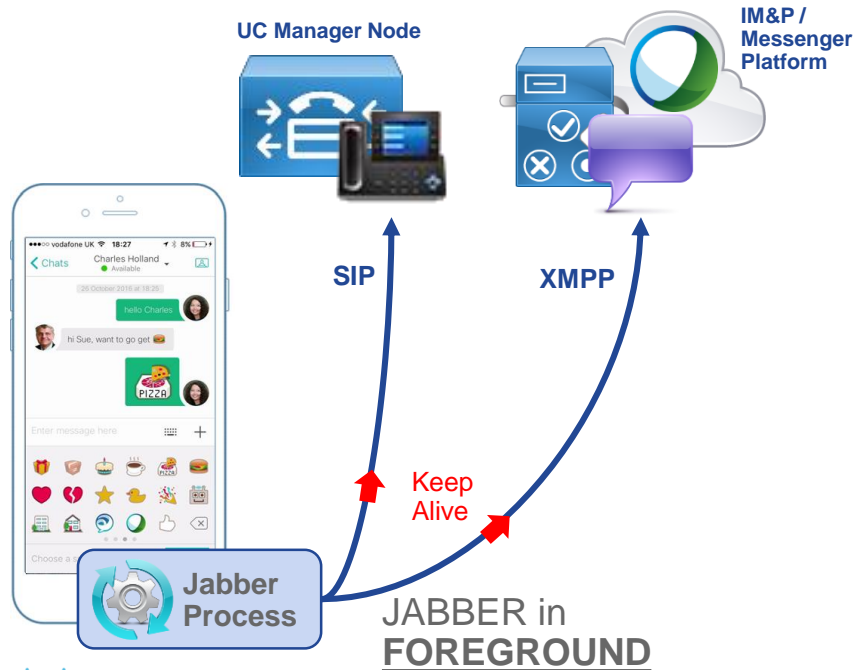 UC Manager Node
IM&P /
Messenger
Platform
vodafone UK 18:27 8%
Chats
Charles Holland
Available
25 October 2016 at 18:25
hello Charles
hi Sue, want to go get
PIZZA
Enter message here
PIZZA
Choose a s
SIP
XMPP
Keep
Alive
Jabber
Process
JABBER in
FOREGROUND